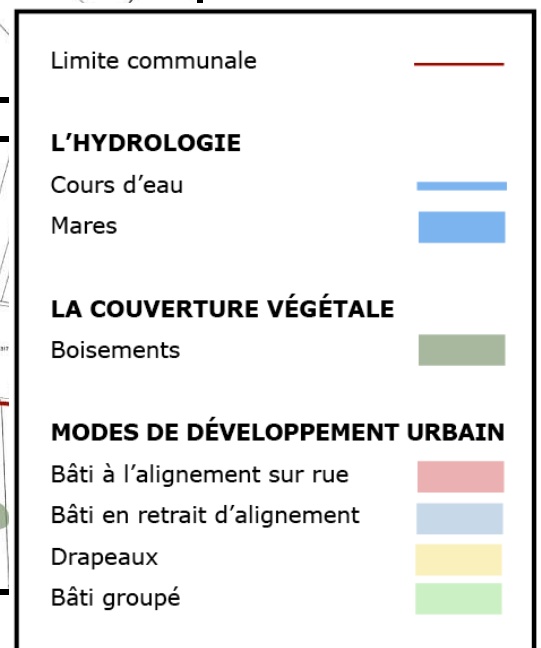 Limite communale
L’HYDROLOGIE
Cours d’eau
Mares
LA COUVERTURE VÉGÉTALE
Boisements
MODES DE DÉVELOPPEMENT URBAIN
Bâti à l’alignement sur rue
Bâti en retrait d’alignement
Drapeaux
Bâti groupé